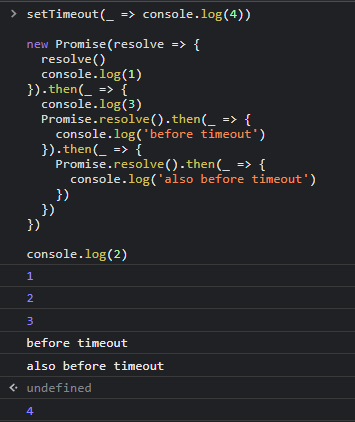 > setTimeout(_ => console.log(4))

new Promise(resolve => {
  resolve()
  console.log(1)
}).then(_ => {
  console.log(3)
  Promise.resolve().then(_ => {
    console.log('before timeout')
  }).then(_ => {
    Promise.resolve().then(_ => {
      console.log('also before timeout')
    })
  })
})

console.log(2)
1
2
3
before timeout
also before timeout
undefined
4